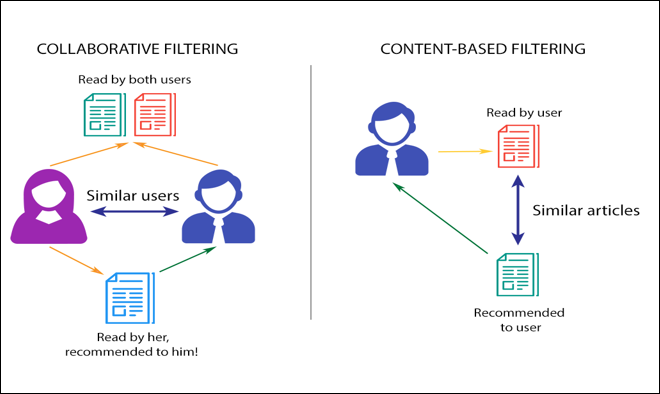 COLLABORATIVE FILTERING
Read by both users
Similar users
Read by her,
recommended to him!
CONTENT-BASED FILTERING
Read by user
Similar articles
Recommended
to user